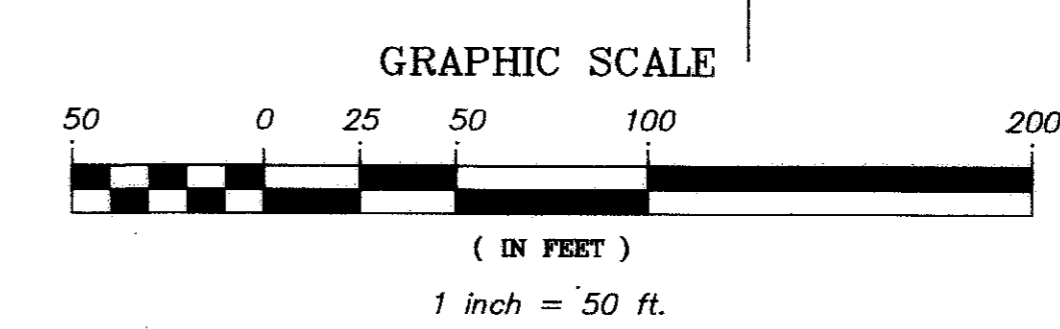 GRAPHIC SCALE
50 0 25 50 100 200
( IN FEET )
1 inch = 50 ft.